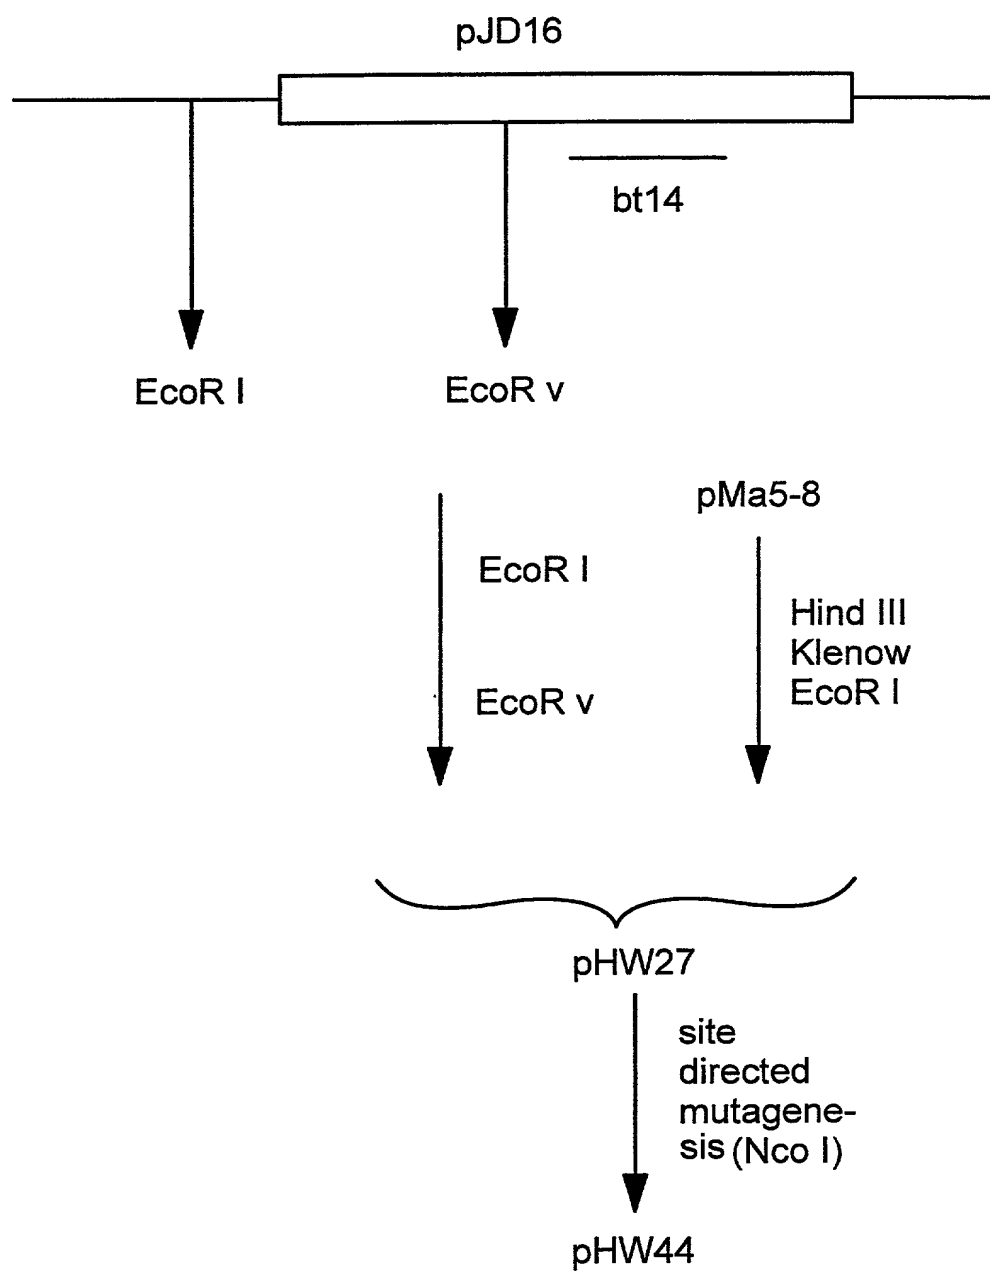 pJD16
bt14
EcoR I
EcoR v
pMa5-8
EcoR I
Hind III
Klenow
EcoR I
EcoR v
pHW27
site
directed
mutagene-
sis (Nco I)
pHW44